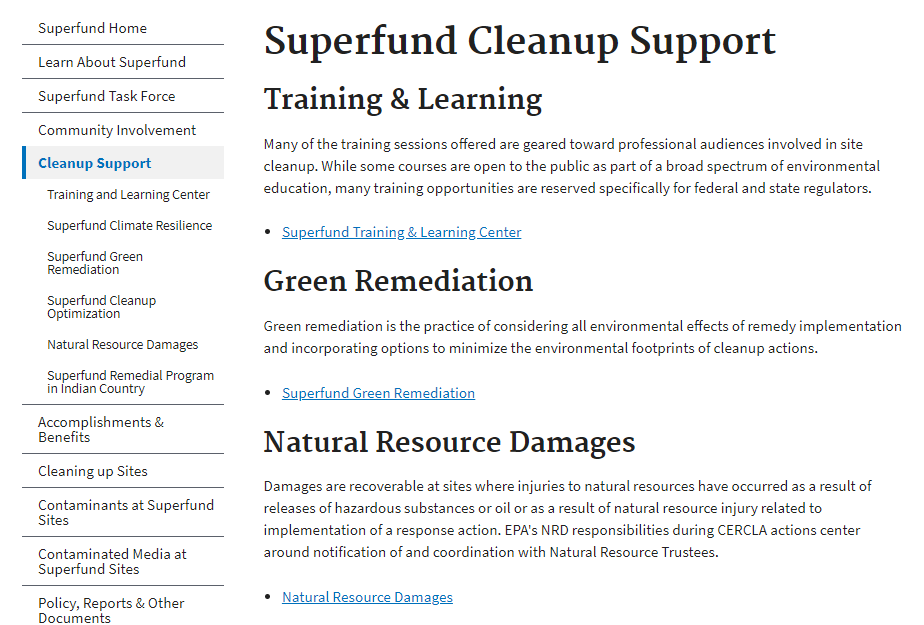 Superfund Home
Learn About Superfund
Superfund Task Force
Community Involvement
Cleanup Support
Training and Learning Center
Superfund Climate Resilience
Superfund Green
Remediation
Superfund Cleanup
Optimization
Natural Resource Damages
Superfund Remedial Program
in Indian Country
Accomplishments &
Benefits
Cleaning up Sites
Contaminants at Superfund
Sites
Contaminated Media at
Superfund Sites
Policy, Reports & Other
Documents
Superfund Cleanup Support
Training & Learning
Many of the training sessions offered are geared toward professional audiences involved in site
cleanup. While some courses are open to the public as part of a broad spectrum of environmental
education, many training opportunities are reserved specifically for federal and state regulators.
• Superfund Training & Learning Center
Green Remediation
Green remediation is the practice of considering all environmental effects of remedy implementation
and incorporating options to minimize the environmental footprints of cleanup actions.
• Superfund Green Remediation
Natural Resource Damages
Damages are recoverable at sites where injuries to natural resources have occurred as a result of
releases of hazardous substances or oil or as a result of natural resource injury related to
implementation of a response action. EPA's NRD responsibilities during CERCLA actions center
around notification of and coordination with Natural Resource Trustees.
• Natural Resource Damages